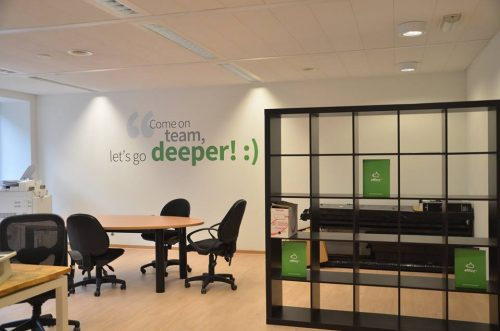 “ Come on
team,
let's go deeper! :)